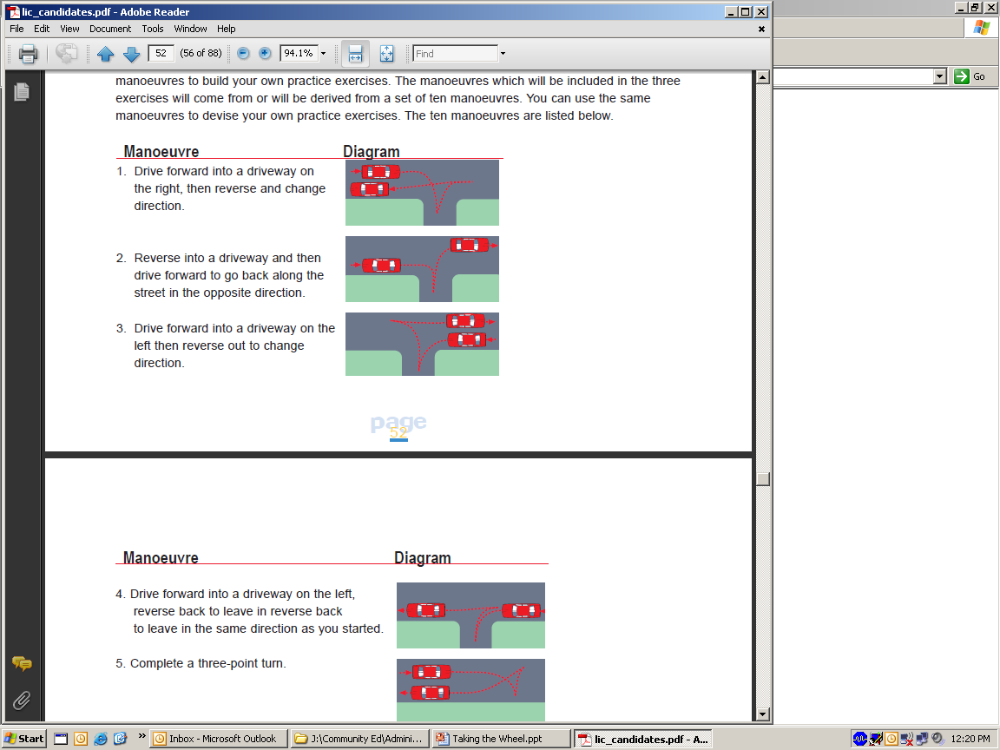 lic_candidates.pdf - Adobe Reader
File Edit View Document Tools Window Help
52 (56 of 88) 94.1% Find
Go
manoeuvres to build your own practice exercises. The manoeuvres which will be included in the three
exercises will come from or will be derived from a set of ten manoeuvres. You can use the same
manoeuvres to devise your own practice exercises. The ten manoeuvres are listed below.
Manoeuvre Diagram
1. Drive forward into a driveway on
the right, then reverse and change
direction.
2. Reverse into a driveway and then
drive forward to go back along the
street in the opposite direction.
3. Drive forward into a driveway on the
left then reverse out to change
direction.
page
52
Manoeuvre Diagram
4. Drive forward into a driveway on the left,
reverse back to leave in reverse back
to leave in the same direction as you started.
5. Complete a three-point turn.
Start » Inbox - Microsoft Outlook J:\Community Ed\Admini... Taking the Wheel.ppt lic_candidates.pdf - A... 12:20 PM